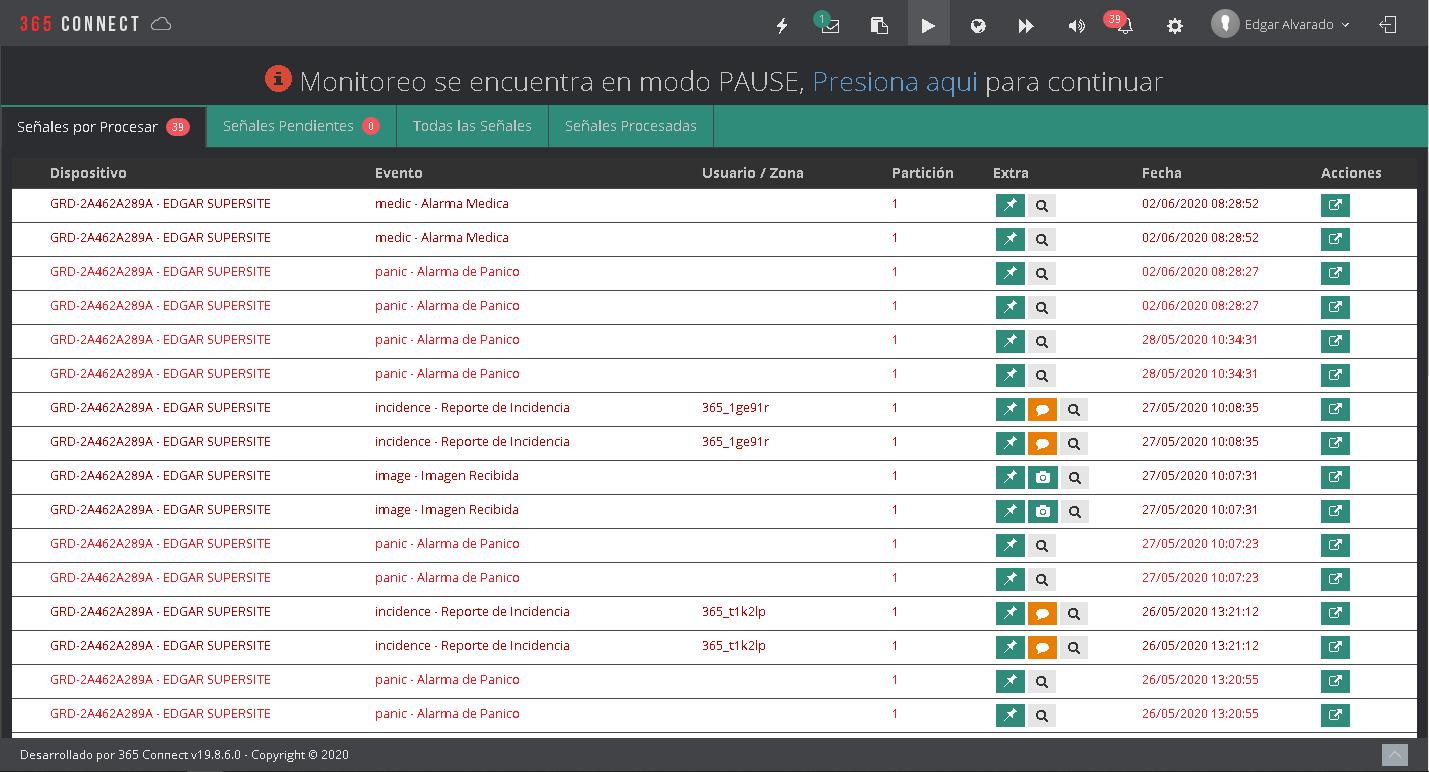 365 CONNECT
1
39
Edgar Alvarado
Monitoreo se encuentra en modo PAUSE, Presiona aqui para continuar
Señales por Procesar 39 Señales Pendientes 0 Todas las Señales Señales Procesadas
Dispositivo Evento Usuario / Zona Partición Extra Fecha Acciones
GRD-2A462A289A - EDGAR SUPERSITE medic - Alarma Medica 1 02/06/2020 08:28:52
GRD-2A462A289A - EDGAR SUPERSITE medic - Alarma Medica 1 02/06/2020 08:28:52
GRD-2A462A289A - EDGAR SUPERSITE panic - Alarma de Panico 1 02/06/2020 08:28:27
GRD-2A462A289A - EDGAR SUPERSITE panic - Alarma de Panico 1 02/06/2020 08:28:27
GRD-2A462A289A - EDGAR SUPERSITE panic - Alarma de Panico 1 28/05/2020 10:34:31
GRD-2A462A289A - EDGAR SUPERSITE panic - Alarma de Panico 1 28/05/2020 10:34:31
GRD-2A462A289A - EDGAR SUPERSITE incidence - Reporte de Incidencia 365_1ge91r 1 27/05/2020 10:08:35
GRD-2A462A289A - EDGAR SUPERSITE incidence - Reporte de Incidencia 365_1ge91r 1 27/05/2020 10:08:35
GRD-2A462A289A - EDGAR SUPERSITE image - Imagen Recibida 1 27/05/2020 10:07:31
GRD-2A462A289A - EDGAR SUPERSITE image - Imagen Recibida 1 27/05/2020 10:07:31
GRD-2A462A289A - EDGAR SUPERSITE panic - Alarma de Panico 1 27/05/2020 10:07:23
GRD-2A462A289A - EDGAR SUPERSITE panic - Alarma de Panico 1 27/05/2020 10:07:23
GRD-2A462A289A - EDGAR SUPERSITE incidence - Reporte de Incidencia 365_t1k2lp 1 26/05/2020 13:21:12
GRD-2A462A289A - EDGAR SUPERSITE incidence - Reporte de Incidencia 365_t1k2lp 1 26/05/2020 13:21:12
GRD-2A462A289A - EDGAR SUPERSITE panic - Alarma de Panico 1 26/05/2020 13:20:55
GRD-2A462A289A - EDGAR SUPERSITE panic - Alarma de Panico 1 26/05/2020 13:20:55
Desarrollado por 365 Connect v19.8.6.0 - Copyright © 2020